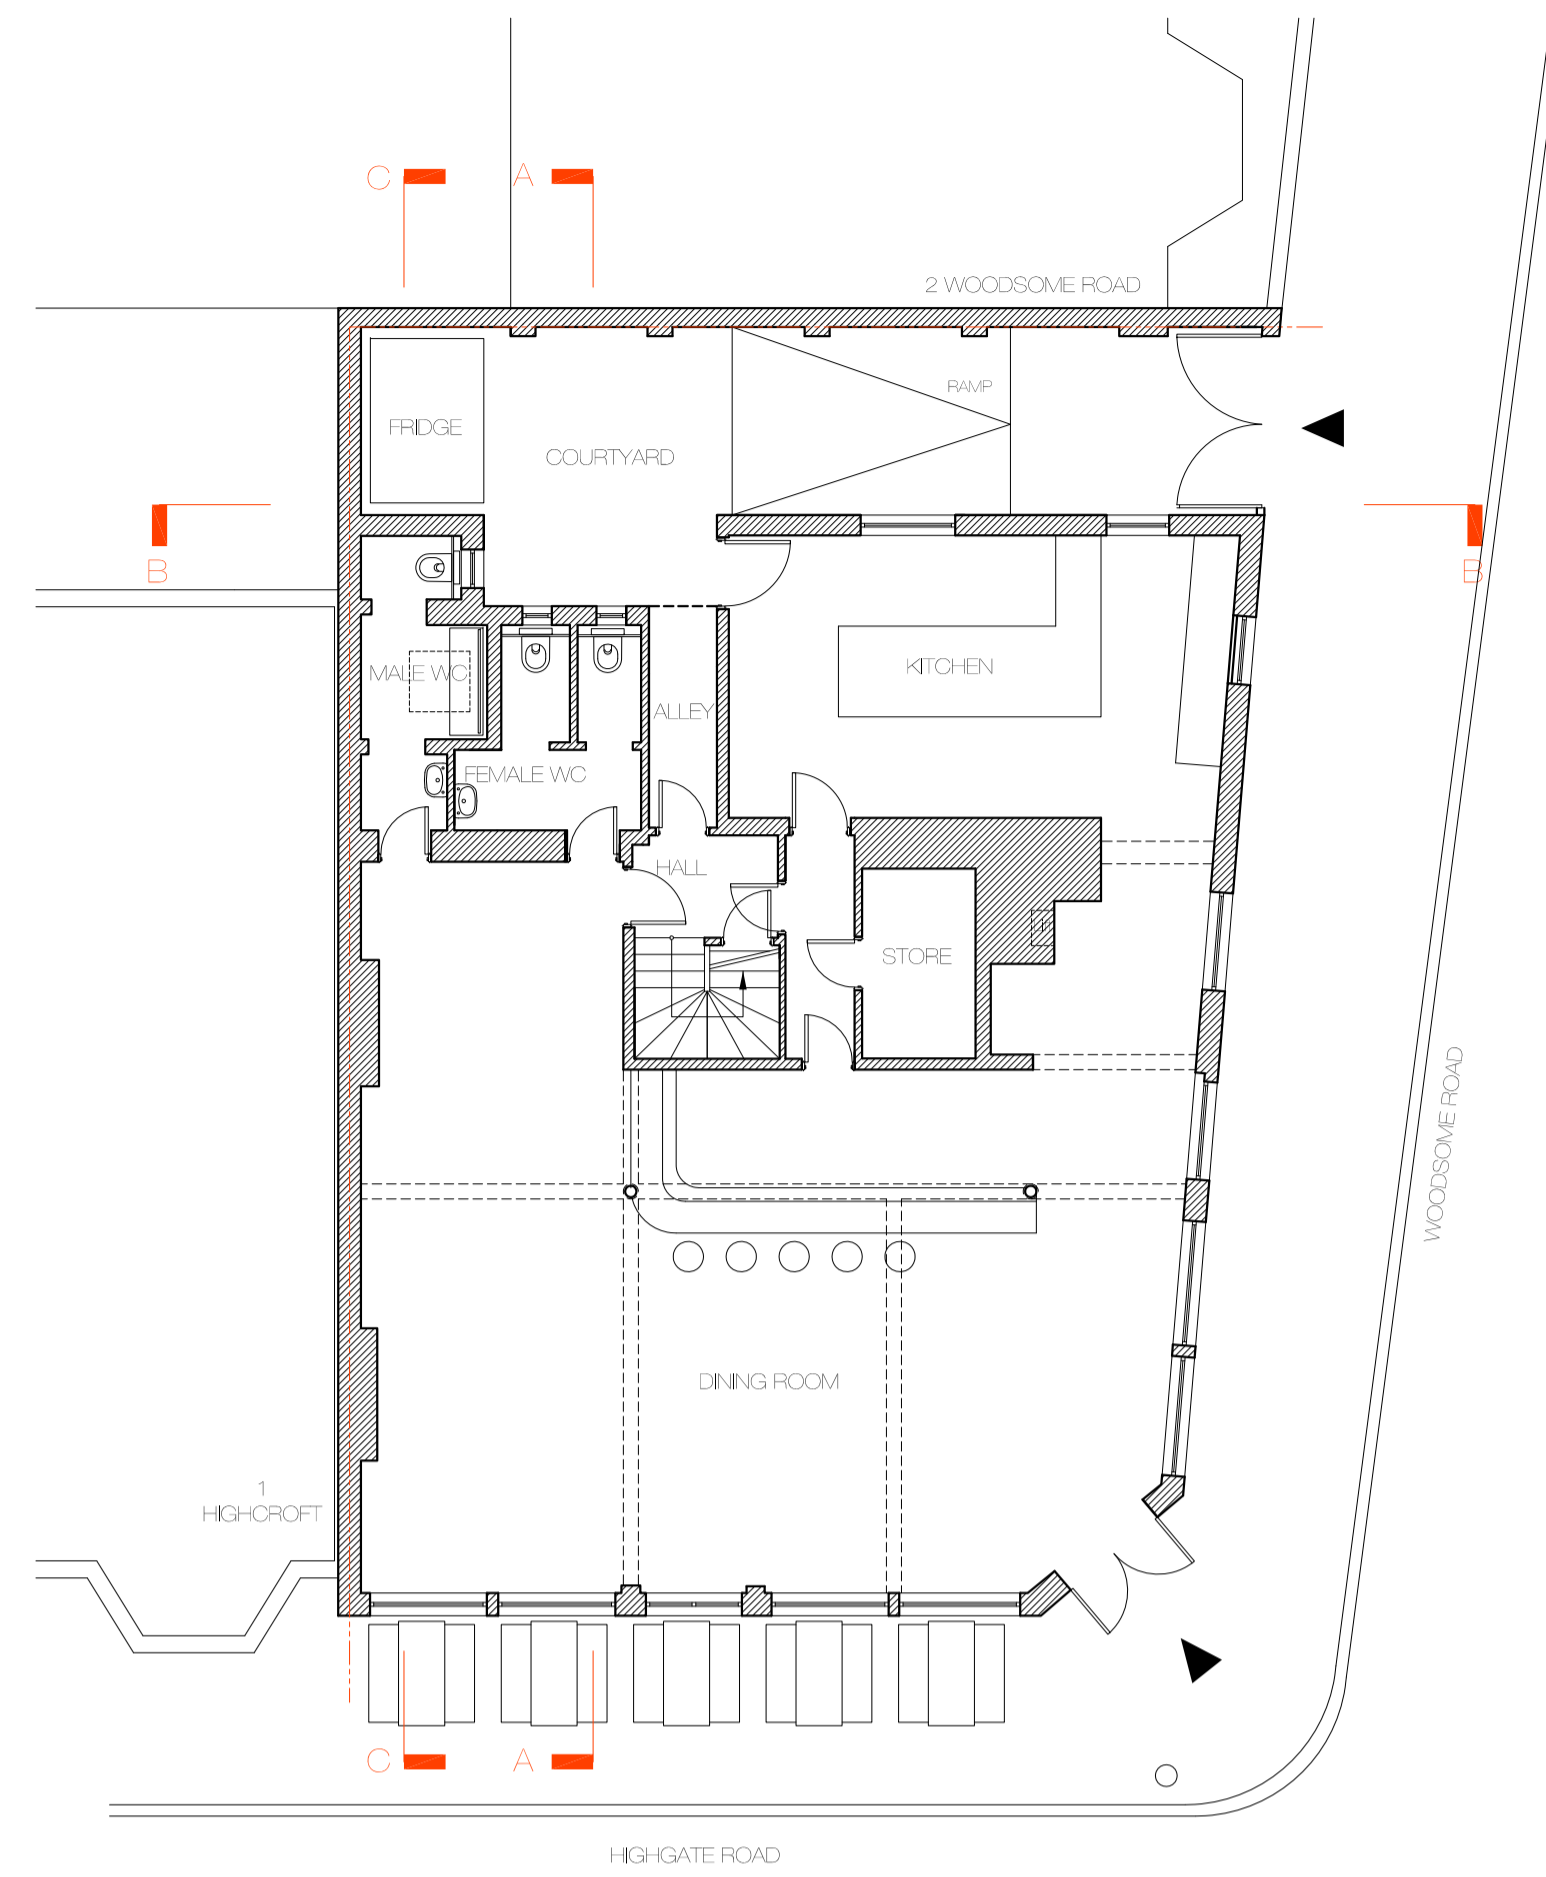 C
A
2 WOODSOME ROAD
RAMP
FRIDGE
COURTYARD
B
B
MALE WC
KITCHEN
ALLEY
FEMALE WC
HALL
STORE
WOODSOME ROAD
DINING ROOM
1
HIGHCROFT
C
A
HIGHGATE ROAD